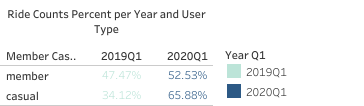 Ride Counts Percent per Year and User
Type
Member Cas.. 2019Q1 2020Q1
member 47.47% 52.53%
casual 34.12% 65.88%
Year Q1
2019Q1
2020Q1